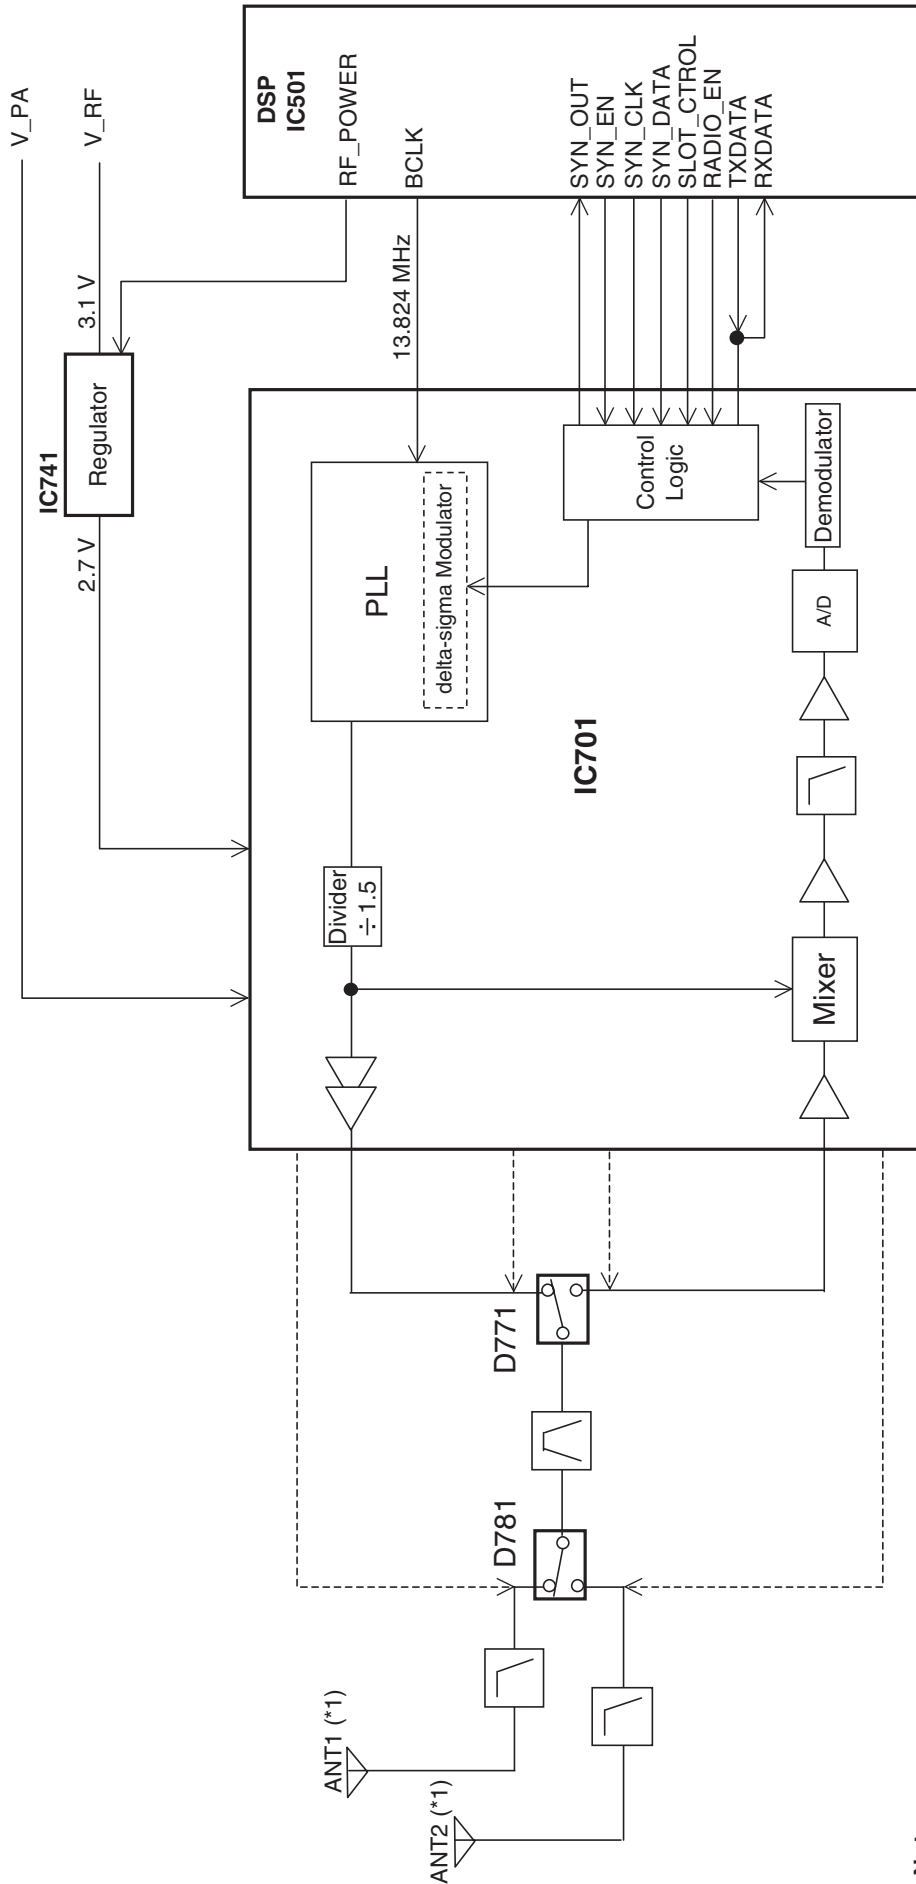 V_PA
V_RF
IC741
Regulator
2.7 V
3.1 V
DSP
IC501
RF_POWER
BCLK
13.824 MHz
SYN_OUT
SYN_EN
SYN_CLK
SYN_DATA
SLOT_CTROL
RADIO_EN
TXDATA
RXDATA
PLL
delta-sigma Modulator
Divider
÷ 1.5
Control
Logic
IC701
Mixer
A/D
Demodulator
D771
D781
ANT1 (*1)
ANT2 (*1)